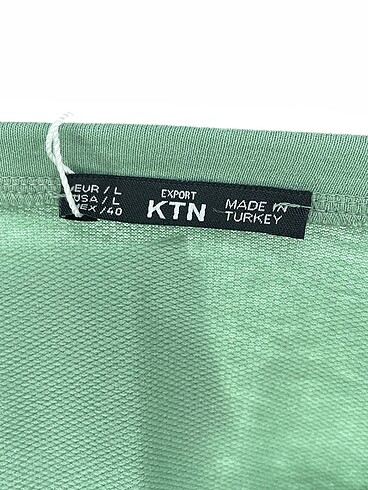 EUR / L
USA / L
MEX / 40
EXPORT
KTN
MADE IN
TURKEY